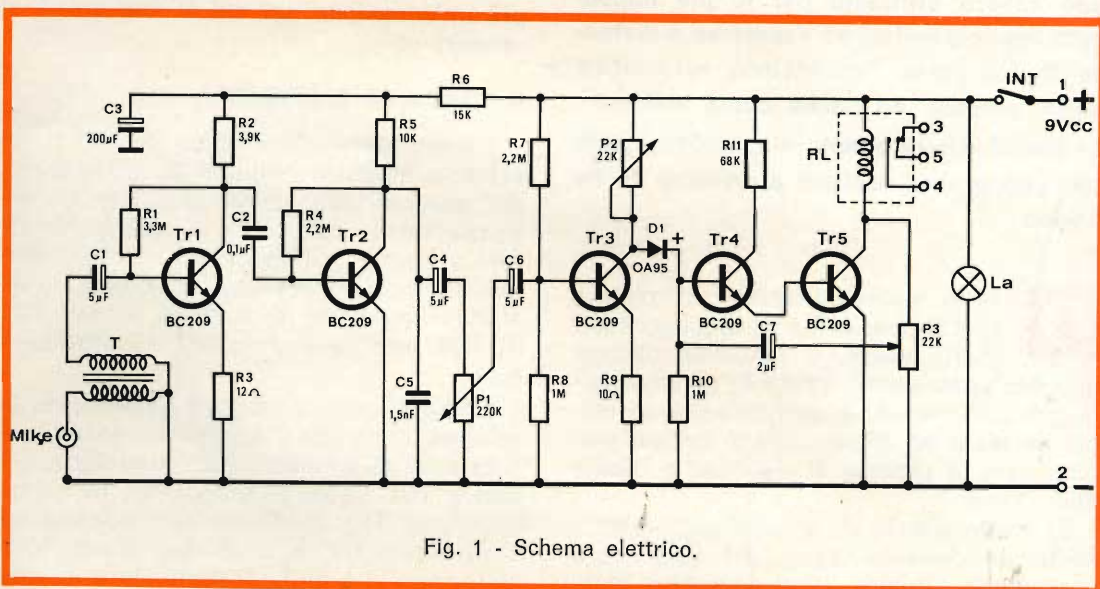 R6
15K
INT
1
+
9Vcc
C3
200µF
R2
3,9K
R5
10K
R7
2,2M
P2
22K
R11
68K
RL
3
5
4
R1
3,3M
C2
0,1µF
R4
2,2M
Tr1
Tr2
C1
5µF
BC209
BC209
C4
5µF
C6
5µF
Tr3
D1
+
OA95
Tr4
Tr5
BC209
BC209
BC209
La
T
R3
12Ω
C5
1,5nF
P1
220K
R8
1M
R9
10Ω
R10
1M
C7
2µF
P3
22K
Mike
2
-
Fig. 1 - Schema elettrico.